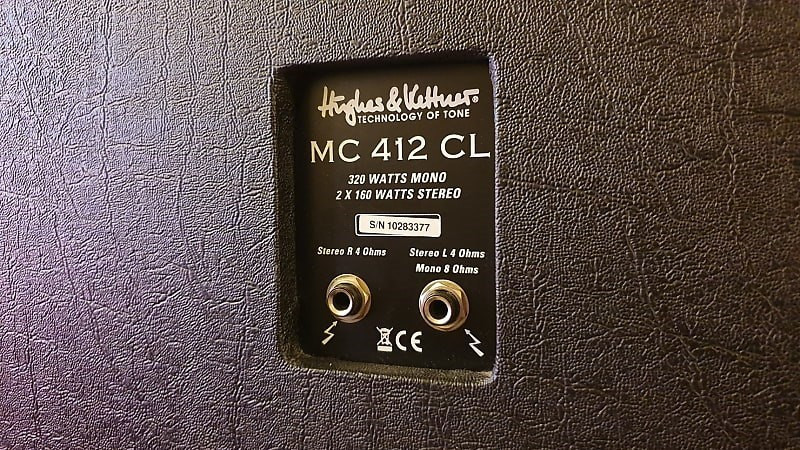 Hughes & Kettner®
TECHNOLOGY OF TONE
MC 412 CL
320 WATTS MONO
2 X 160 WATTS STEREO
S/N 10283377
Stereo R 4 Ohms
Stereo L 4 Ohms
Mono 8 Ohms
CE